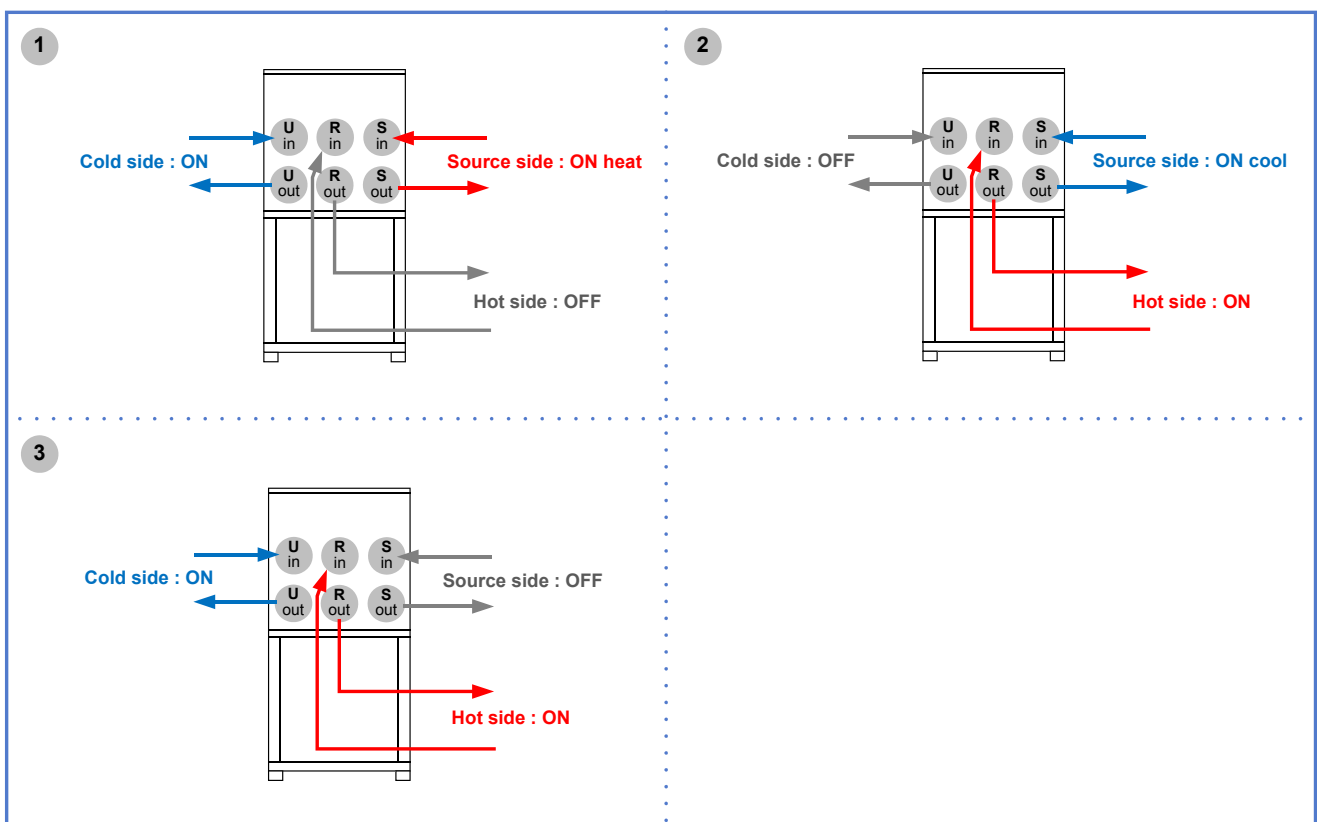 1
U in
R in
S in
Cold side : ON
Source side : ON heat
U out
R out
S out
Hot side : OFF
2
U in
R in
S in
Cold side : OFF
Source side : ON cool
U out
R out
S out
Hot side : ON
3
U in
R in
S in
Cold side : ON
Source side : OFF
U out
R out
S out
Hot side : ON